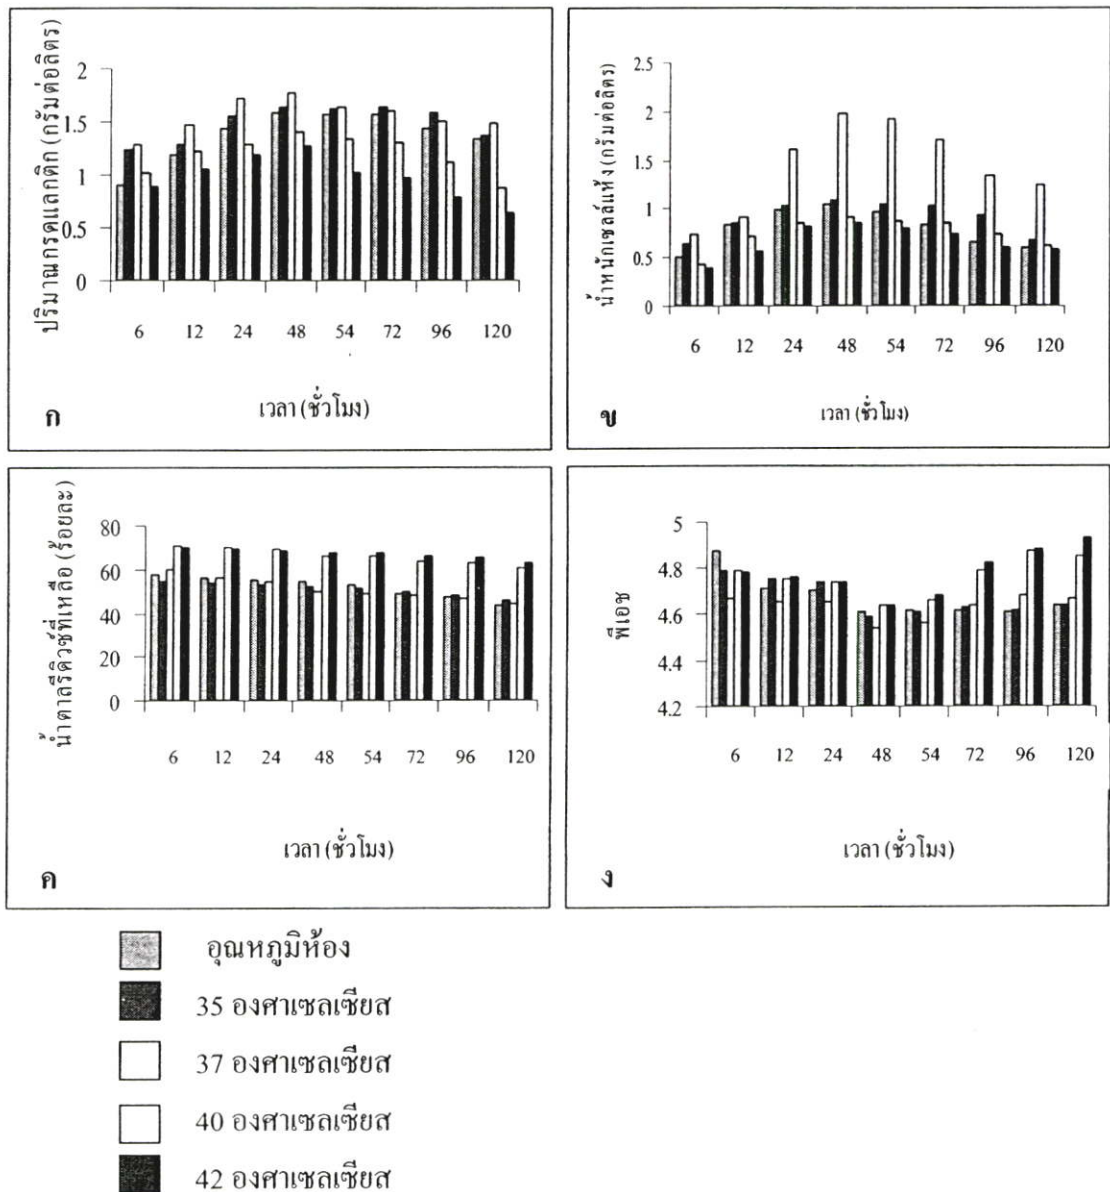 ปริมาณกรดแลกติก (กรัมต่อลิตร)
2
1.5
1
0.5
0
6 12 24 48 54 72 96 120
เวลา (ชั่วโมง)
ก
น้ำหนักเซลล์แห้ง (กรัมต่อลิตร)
2.5
2
1.5
1
0.5
0
6 12 24 48 54 72 96 120
เวลา (ชั่วโมง)
ข
น้ำตาลรีดิวซ์ที่เหลือ (ร้อยละ)
80
60
40
20
0
6 12 24 48 54 72 96 120
เวลา (ชั่วโมง)
ค
พีเอช
5
4.8
4.6
4.4
4.2
6 12 24 48 54 72 96 120
เวลา (ชั่วโมง)
ง
อุณหภูมิห้อง
35 องศาเซลเซียส
37 องศาเซลเซียส
40 องศาเซลเซียส
42 องศาเซลเซียส